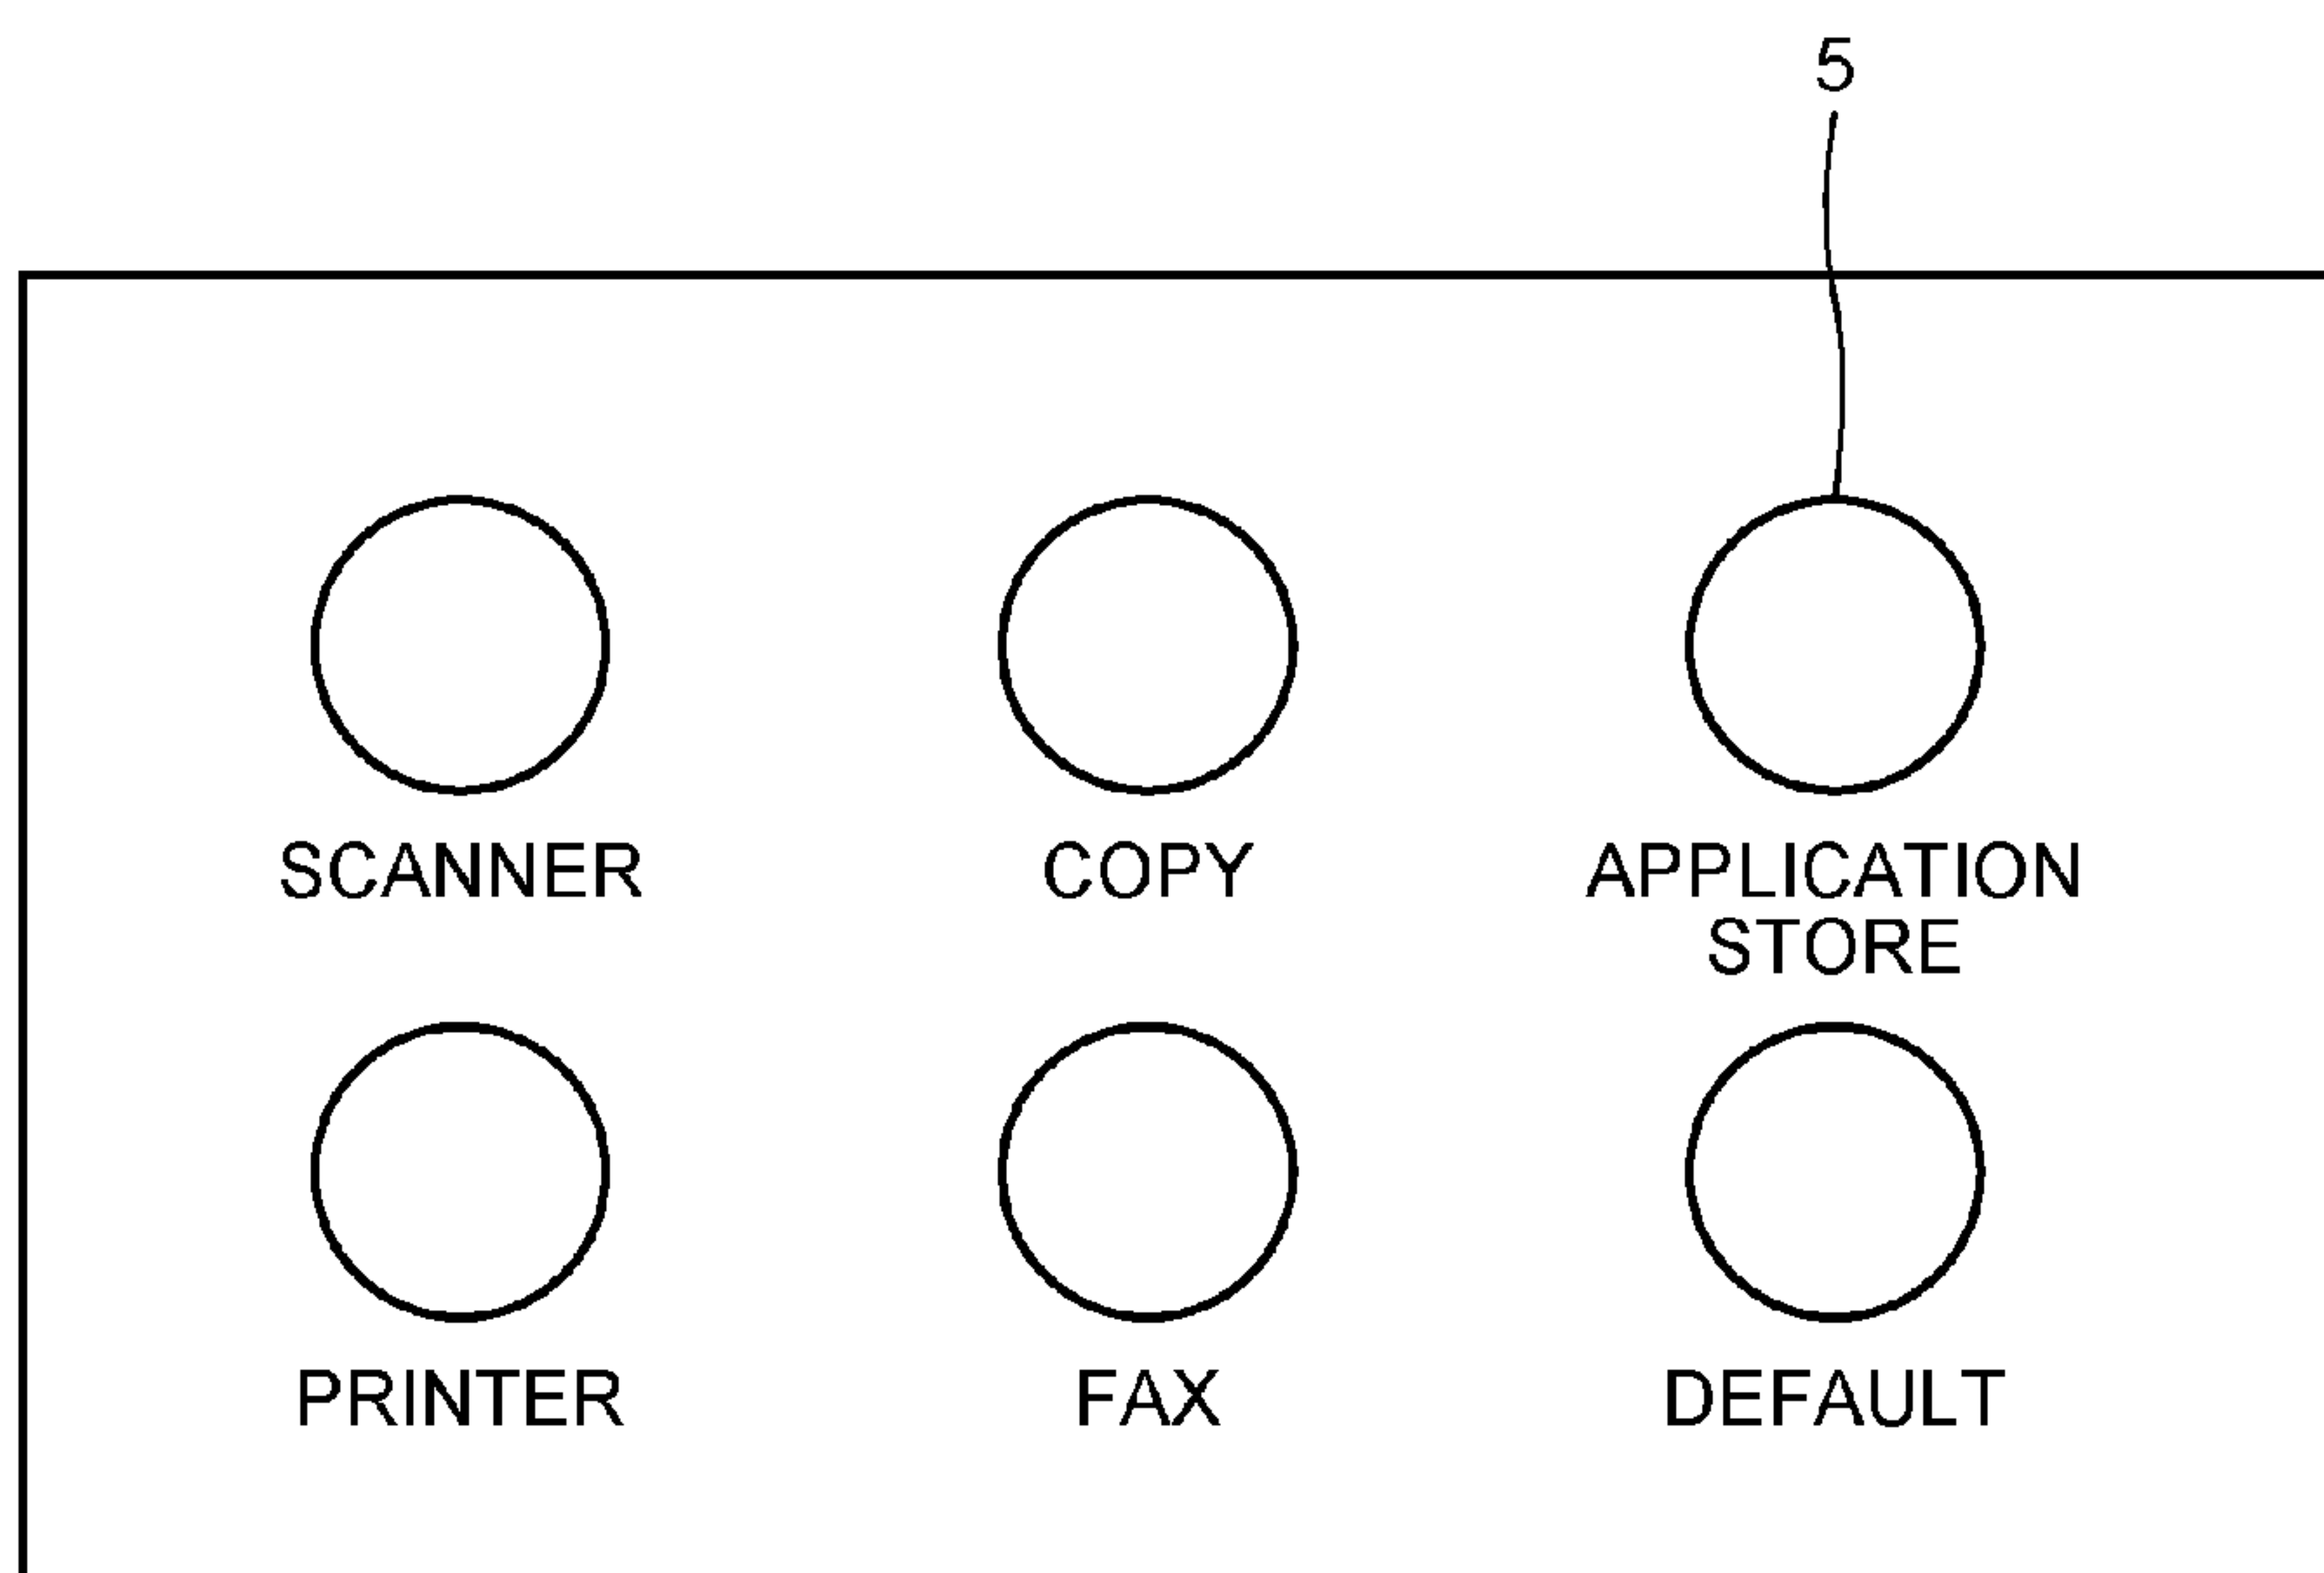 5
SCANNER
COPY
APPLICATION
STORE
PRINTER
FAX
DEFAULT